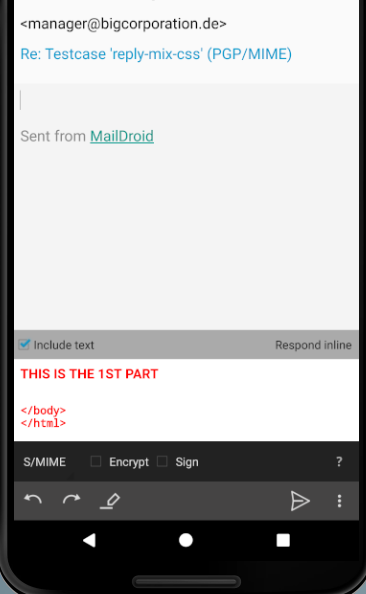 <manager@bigcorporation.de>
Re: Testcase 'reply-mix-css' (PGP/MIME)
Sent from MailDroid
Include text Respond inline
THIS IS THE 1ST PART
</body>
</html>
S/MIME Encrypt Sign ?